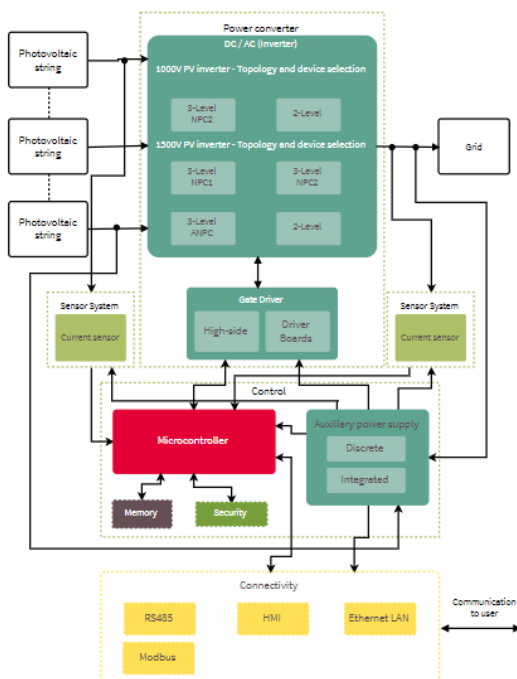 Power converter
DC / AC (Inverter)
Photovoltaic
string
1000V PV inverter - Topology and device selection
3-Level
NPC2
2-Level
Photovoltaic
string
1500V PV inverter - Topology and device selection
Grid
3-Level
NPC1
3-Level
NPC2
Photovoltaic
string
3-Level
ANPC
2-Level
Sensor System
Current sensor
Gate Driver
High-side
Driver
Boards
Sensor System
Current sensor
Control
Microcontroller
Auxiliary power supply
Discrete
Integrated
Memory
Security
Connectivity
RS485
HMI
Ethernet LAN
Modbus
Communication
to user